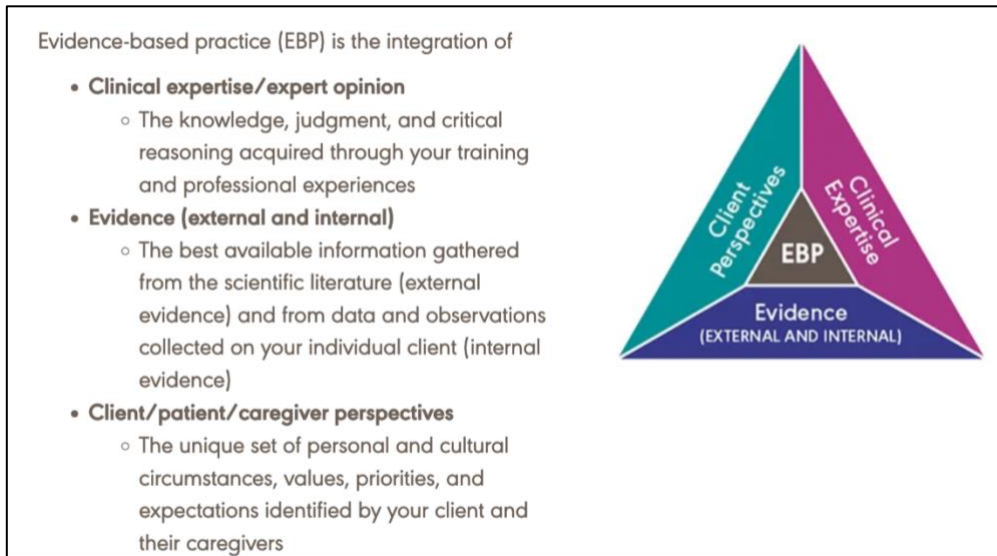 Evidence-based practice (EBP) is the integration of
• Clinical expertise/expert opinion
◦ The knowledge, judgment, and critical
reasoning acquired through your training
and professional experiences
• Evidence (external and internal)
◦ The best available information gathered
from the scientific literature (external
evidence) and from data and observations
collected on your individual client (internal
evidence)
• Client/patient/caregiver perspectives
◦ The unique set of personal and cultural
circumstances, values, priorities, and
expectations identified by your client and
their caregivers
Client
Perspectives
Clinical
Expertise
EBP
Evidence
(EXTERNAL AND INTERNAL)